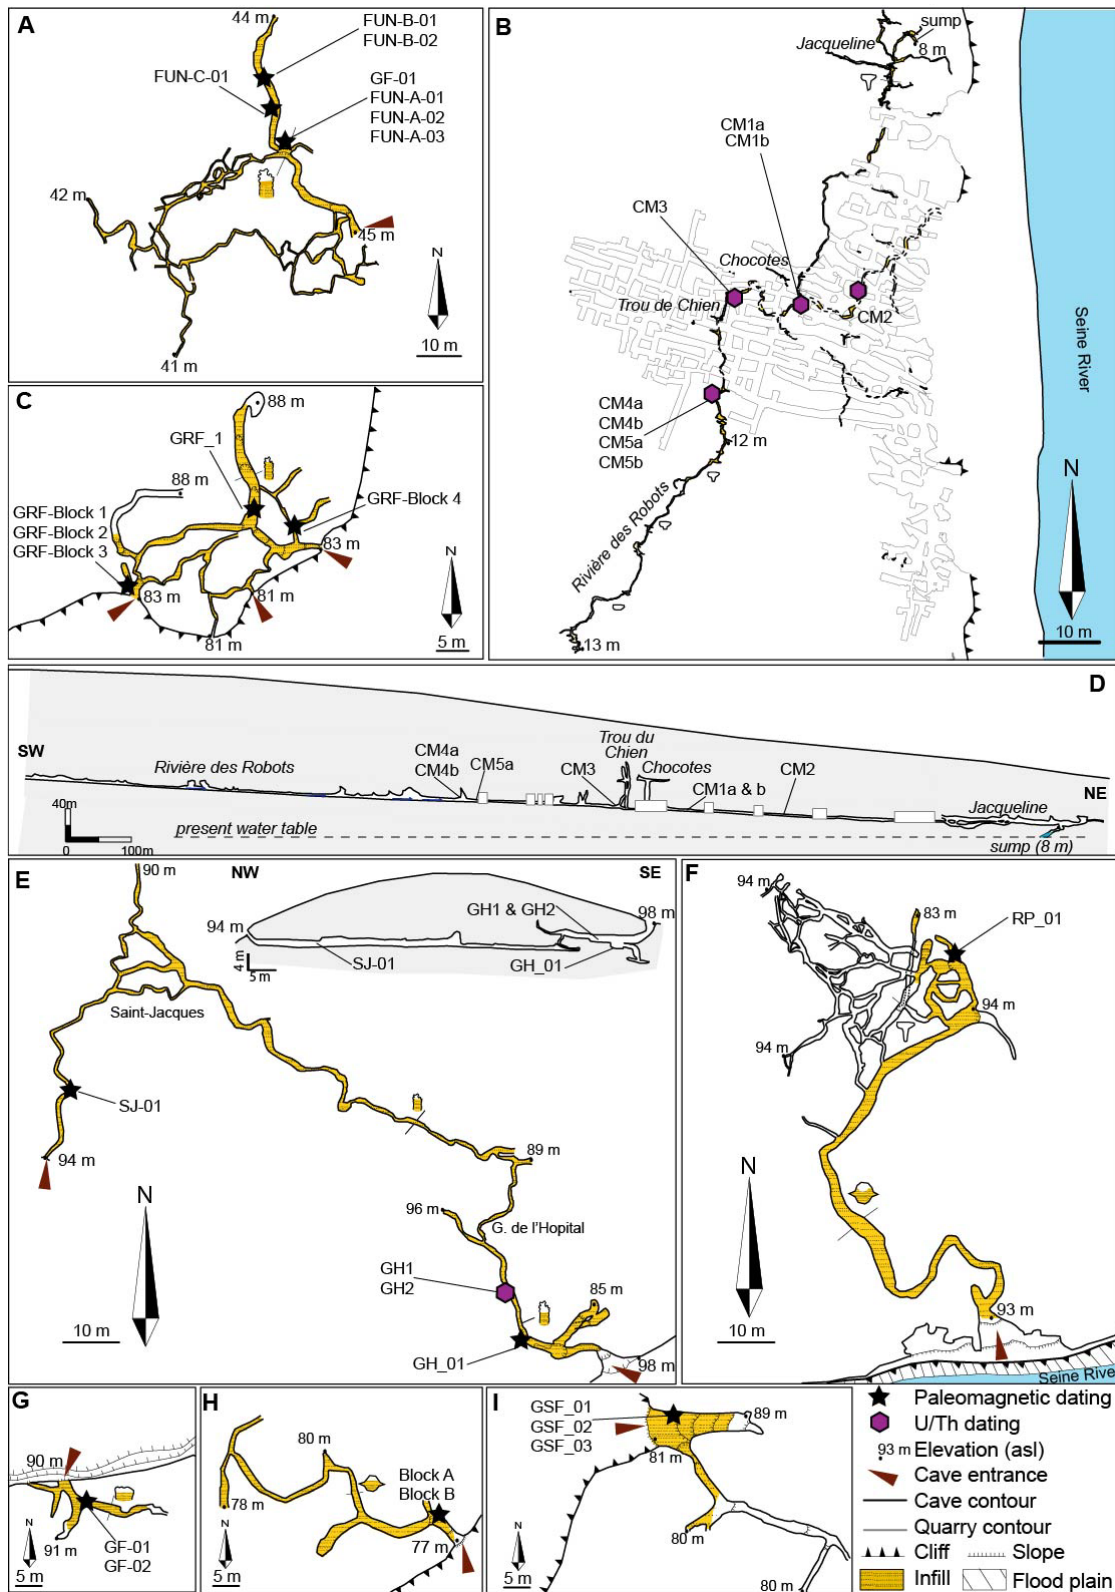 A
44 m
FUN-B-01
FUN-B-02
FUN-C-01
GF-01
FUN-A-01
FUN-A-02
FUN-A-03
42 m
45 m
41 m
N
10 m
B
sump
8 m
Jacqueline
CM1a
CM1b
CM3
Chocotes
Trou de Chien
CM2
CM4a
CM4b
CM5a
CM5b
12 m
Rivière des Robots
13 m
Seine River
N
10 m
C
88 m
GRF_1
88 m
GRF-Block 4
GRF-Block 1
GRF-Block 2
GRF-Block 3
83 m
83 m
81 m
81 m
N
5 m
D
SW
Rivière des Robots
CM4a
CM4b
CM5a
Trou du
Chien
CM3
Chocotes
CM1a & b
CM2
Jacqueline
NE
40m
0
100m
present water table
sump (8 m)
E
90 m
NW
SE
94 m
GH1 & GH2
98 m
SJ-01
GH_01
4 m
5 m
Saint-Jacques
SJ-01
94 m
N
10 m
89 m
96 m
G. de l'Hopital
GH1
GH2
85 m
GH_01
98 m
F
94 m
83 m
RP_01
94 m
94 m
N
10 m
93 m
Seine River
G
90 m
91 m
GF-01
GF-02
N
5 m
H
80 m
78 m
Block A
Block B
77 m
N
5 m
I
GSF_01
GSF_02
GSF_03
89 m
81 m
80 m
80 m
N
5 m
Paleomagnetic dating
U/Th dating
93 m Elevation (asl)
Cave entrance
Cave contour
Quarry contour
Cliff
Slope
Infill
Flood plain